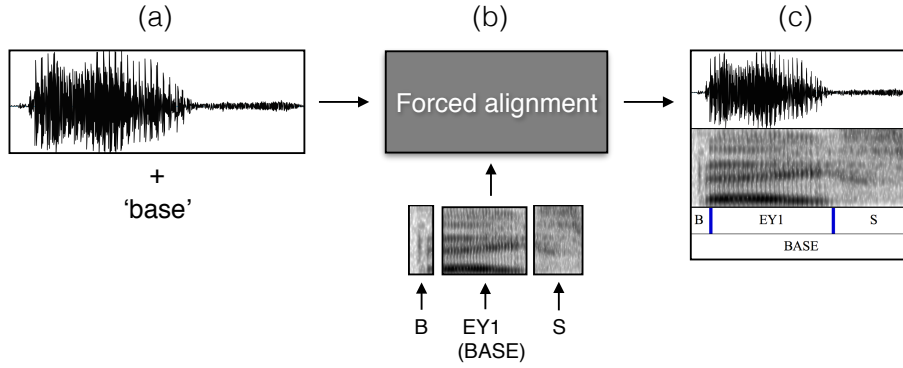 (a)
(b)
(c)
+
‘base’
Forced alignment
B
EY1
S
(BASE)
B
EY1
S
BASE